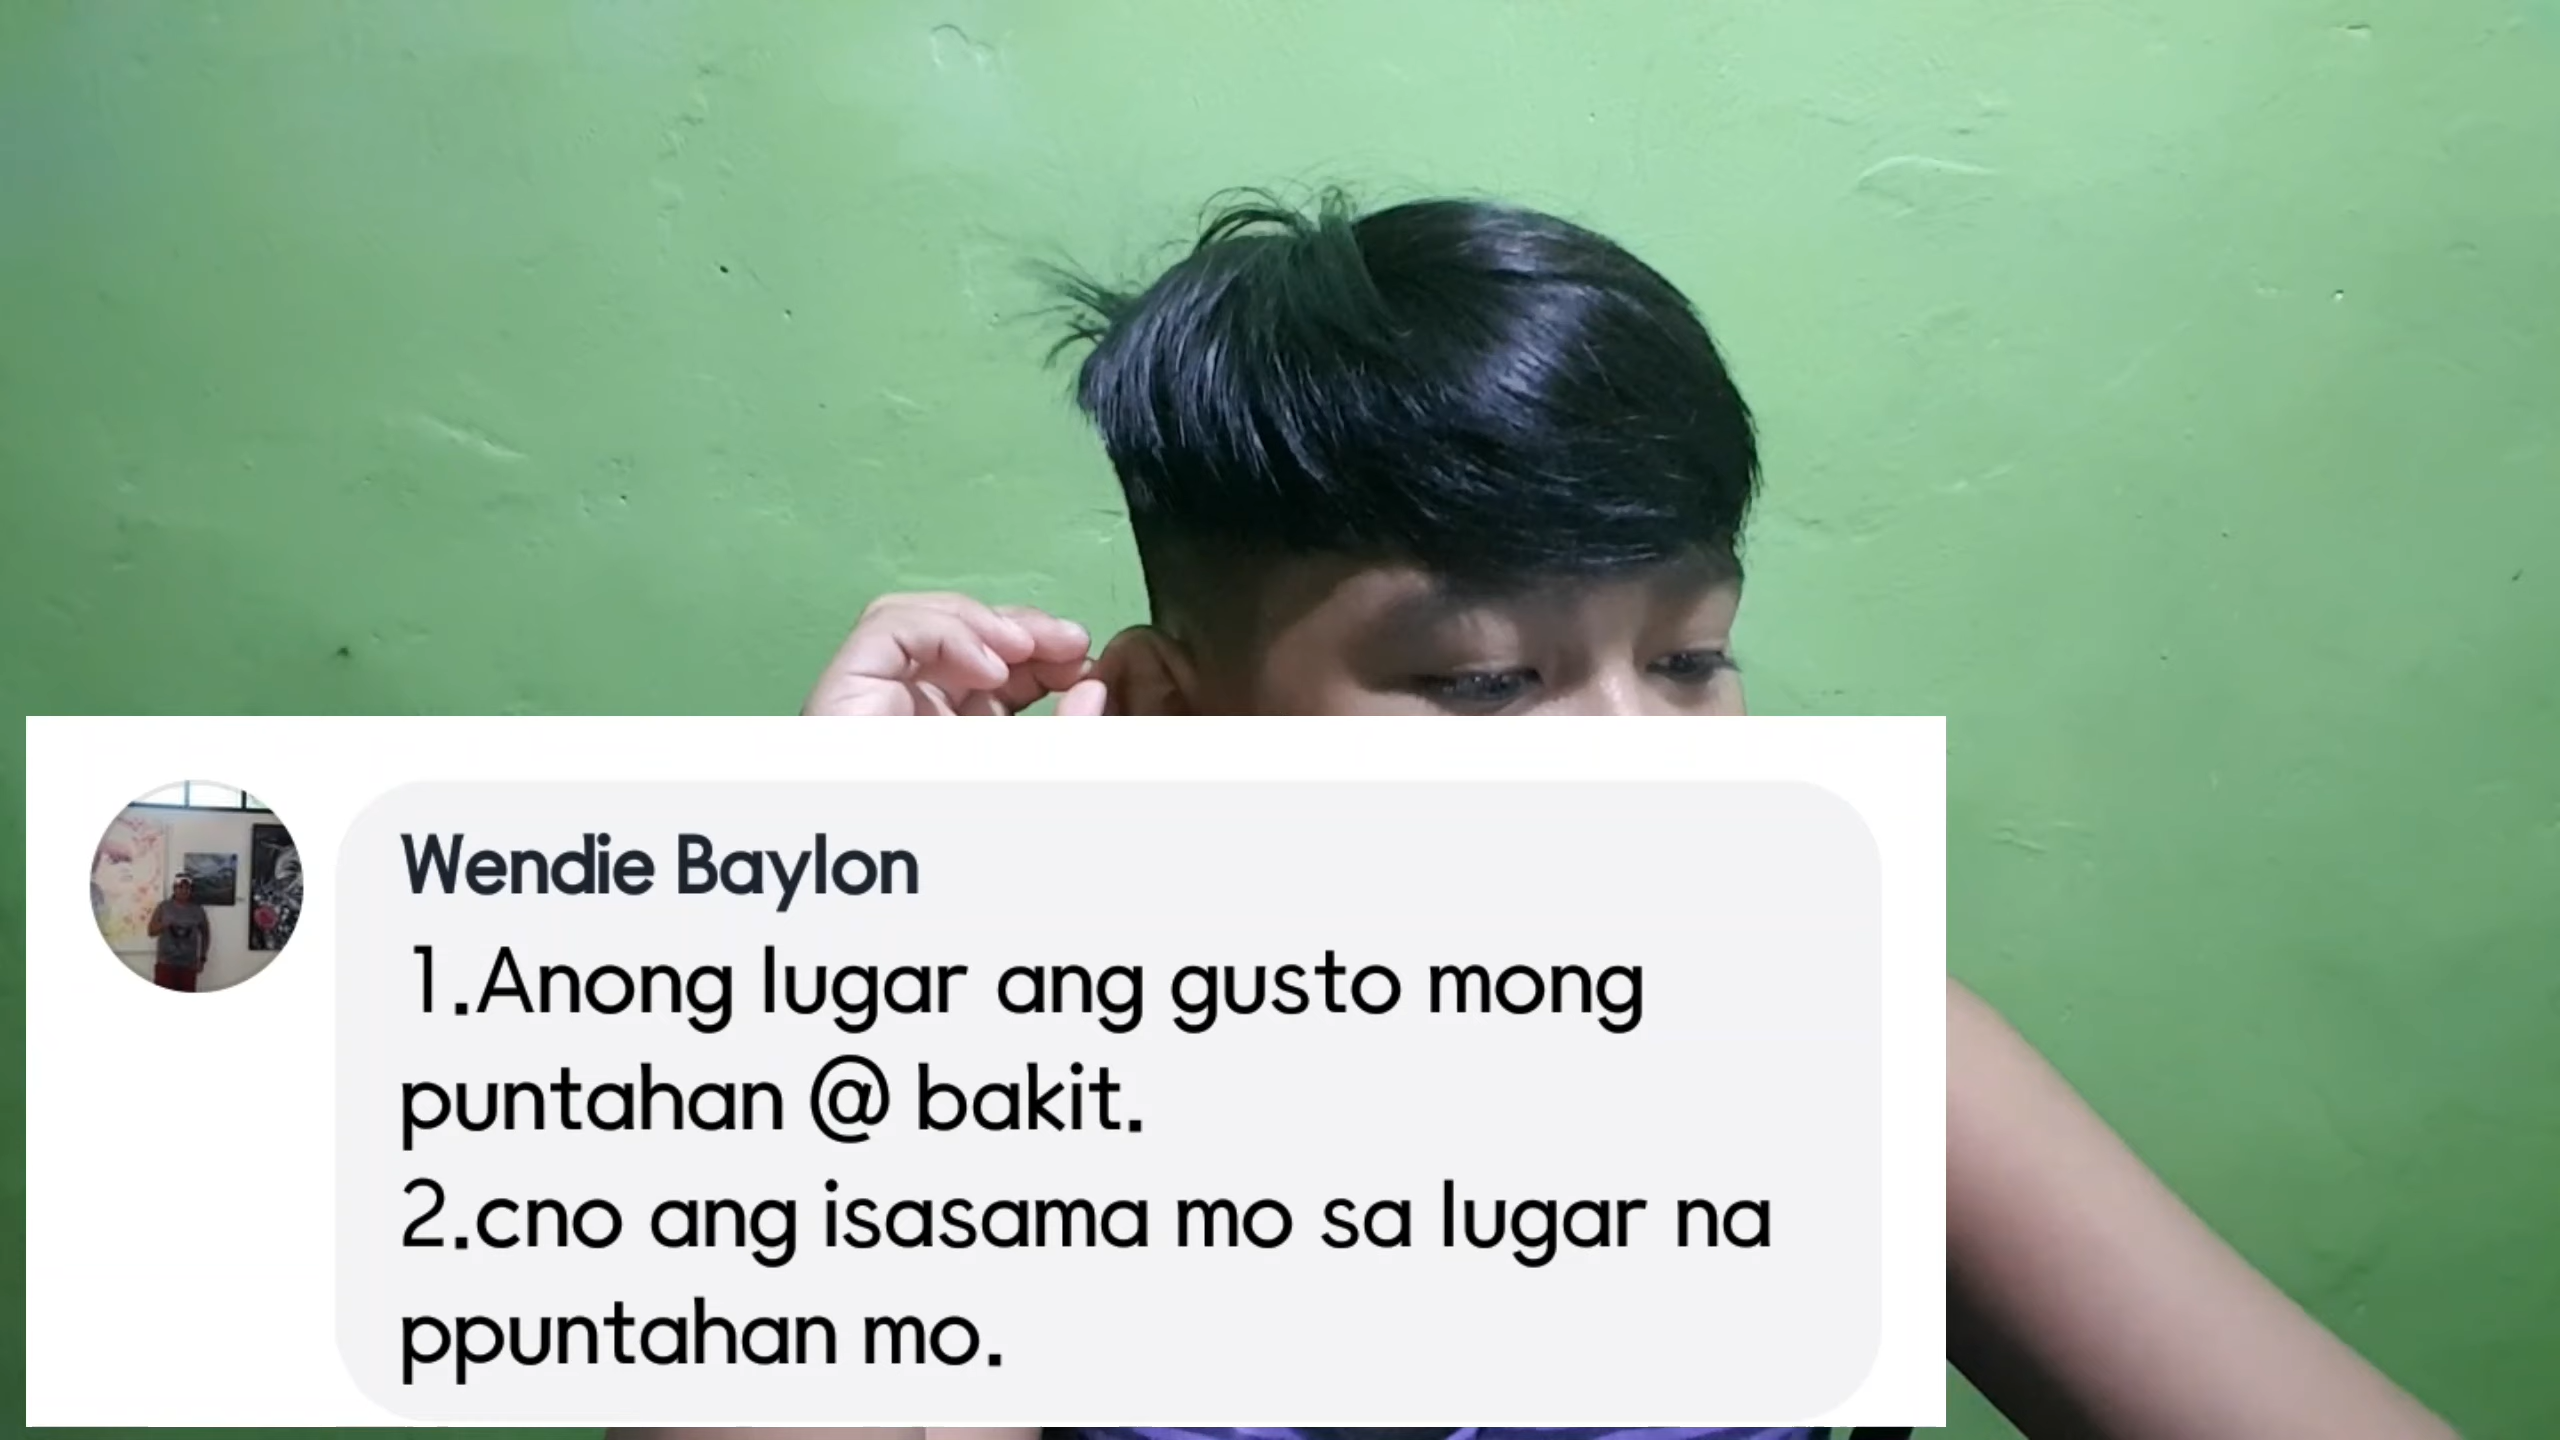 Wendie Baylon
1.Anong lugar ang gusto mong
puntahan @ bakit.
2.cno ang isasama mo sa lugar na
ppuntahan mo.